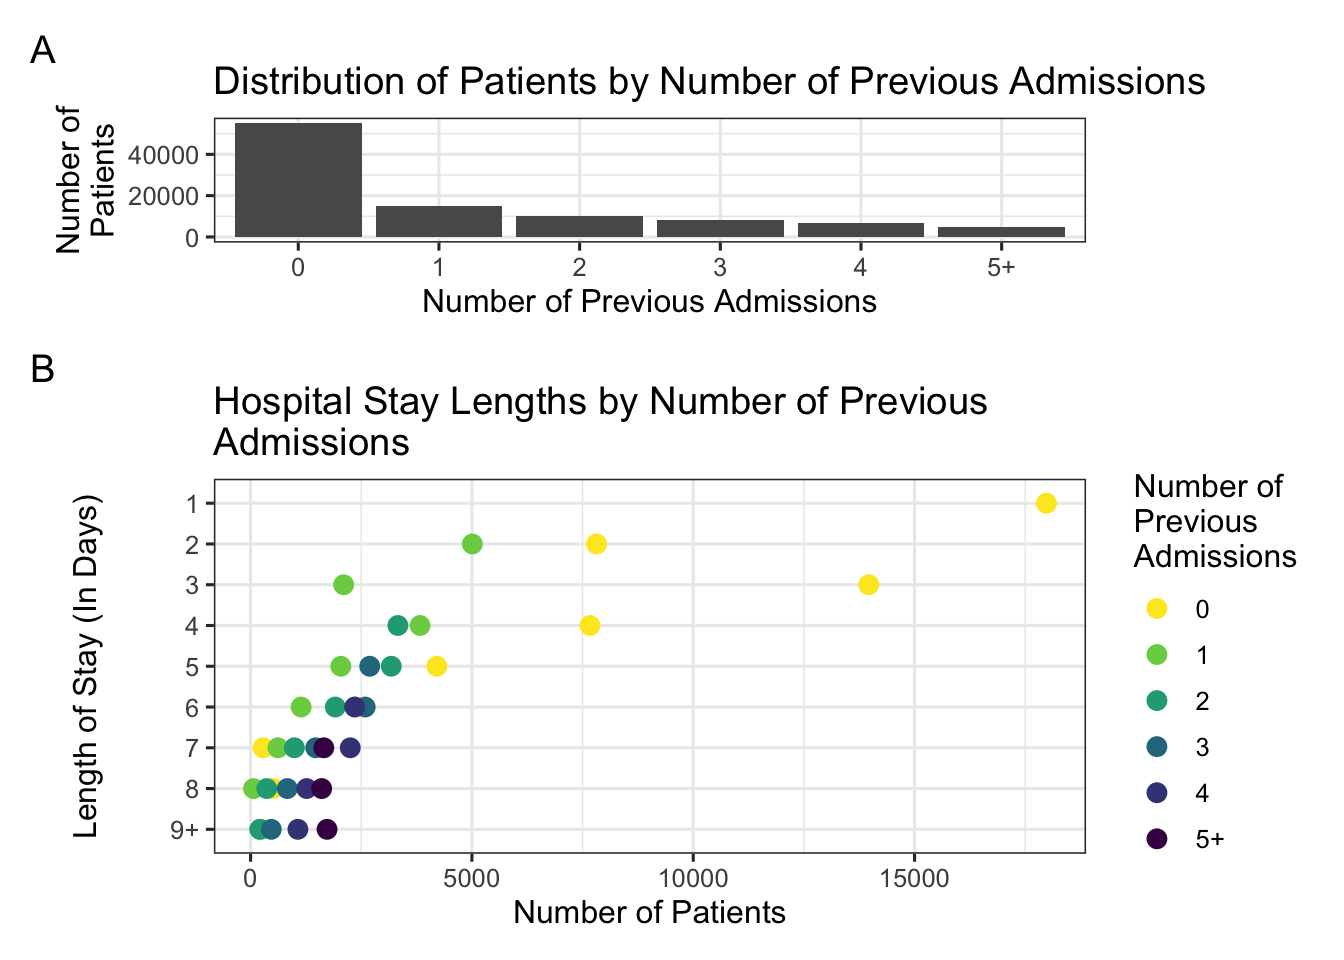 A
Distribution of Patients by Number of Previous Admissions
Number of
Patients
40000
20000
0
0 1 2 3 4 5+
Number of Previous Admissions
B
Hospital Stay Lengths by Number of Previous
Admissions
Length of Stay (In Days)
1
2
3
4
5
6
7
8
9+
0 5000 10000 15000
Number of Patients
Number of
Previous
Admissions
0
1
2
3
4
5+